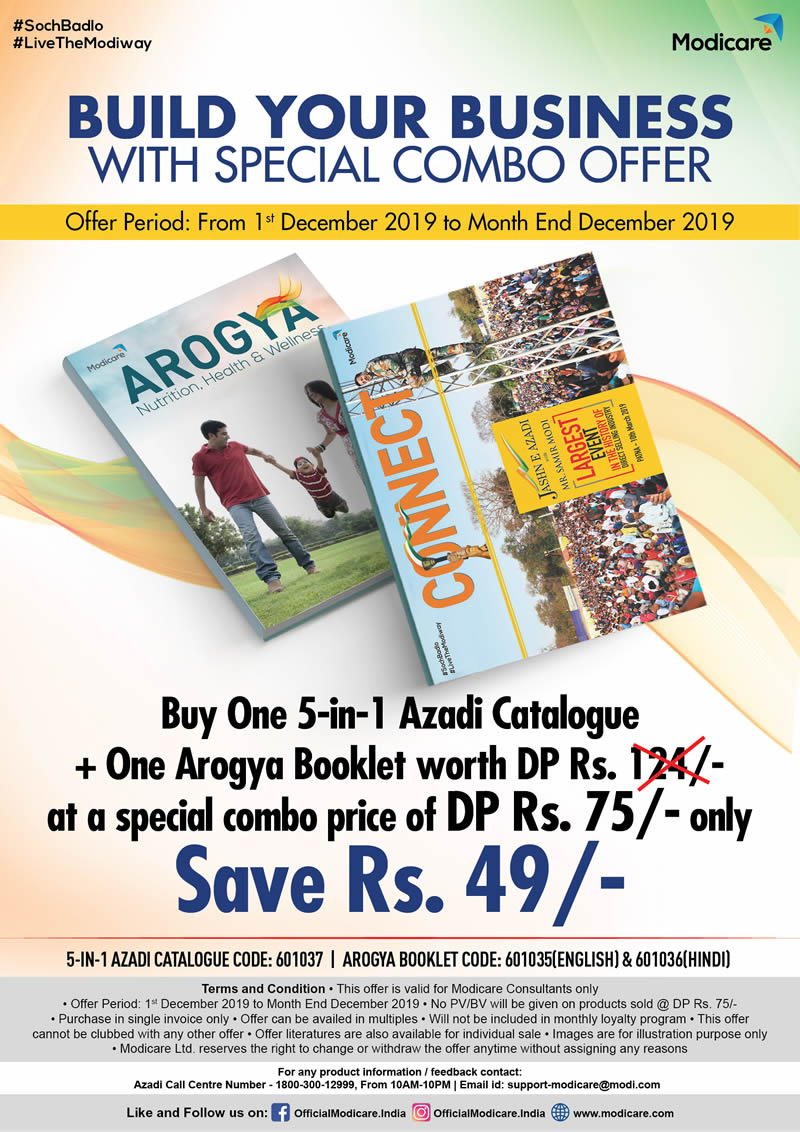 #SochBadlo
#LiveTheModiway
Modicare
BUILD YOUR BUSINESS
WITH SPECIAL COMBO OFFER
Offer Period: From 1st December 2019 to Month End December 2019
Modicare
AROGYA
Nutrition, Health & Wellness
Modicare
CONNECT
#SochBadlo
#LiveTheModiway
JASHN E AZADI
MR. SAMIR MODI
LARGEST
EVENT
IN THE HISTORY OF
DIRECT SELLING INDUSTRY
PATNA - 10th March 2019
Buy One 5-in-1 Azadi Catalogue
+ One Arogya Booklet worth DP Rs. 124/-
at a special combo price of DP Rs. 75/- only
Save Rs. 49/-
5-IN-1 AZADI CATALOGUE CODE: 601037 | AROGYA BOOKLET CODE: 601035(ENGLISH) & 601036(HINDI)
Terms and Condition • This offer is valid for Modicare Consultants only
• Offer Period: 1st December 2019 to Month End December 2019 • No PV/BV will be given on products sold @ DP Rs. 75/-
• Purchase in single invoice only • Offer can be availed in multiples • Will not be included in monthly loyalty program • This offer
cannot be clubbed with any other offer • Offer literatures are also available for individual sale • Images are for illustration purpose only
• Modicare Ltd. reserves the right to change or withdraw the offer anytime without assigning any reasons
For any product information / feedback contact:
Azadi Call Centre Number - 1800-300-12999, From 10AM-10PM | Email id: support-modicare@modi.com
Like and Follow us on: OfficialModicare.India OfficialModicare.India www.modicare.com